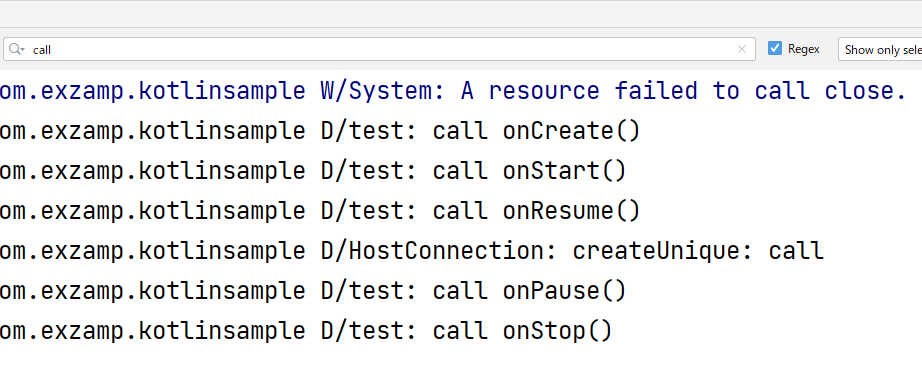 call
Regex
Show only sele
om.exzamp.kotlinsample W/System: A resource failed to call close.
om.exzamp.kotlinsample D/test: call onCreate()
om.exzamp.kotlinsample D/test: call onStart()
om.exzamp.kotlinsample D/test: call onResume()
om.exzamp.kotlinsample D/HostConnection: createUnique: call
om.exzamp.kotlinsample D/test: call onPause()
om.exzamp.kotlinsample D/test: call onStop()